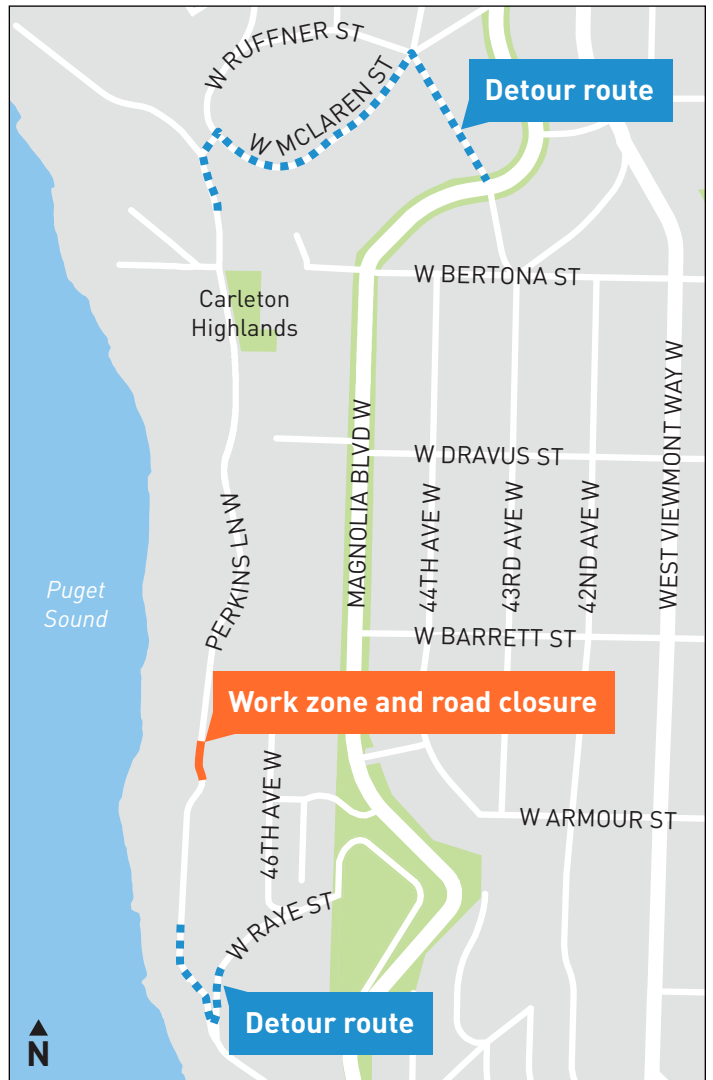 W RUFFNER ST
Detour route
W MCLAREN ST
W BERTONA ST
Carleton
Highlands
MAGNOLIA BLVD W
W DRAVUS ST
WEST VIEWMONT WAY W
PERKINS LN W
44TH AVE W
43RD AVE W
42ND AVE W
Puget
Sound
W BARRETT ST
Work zone and road closure
46TH AVE W
W ARMOUR ST
W RAYE ST
Detour route
N